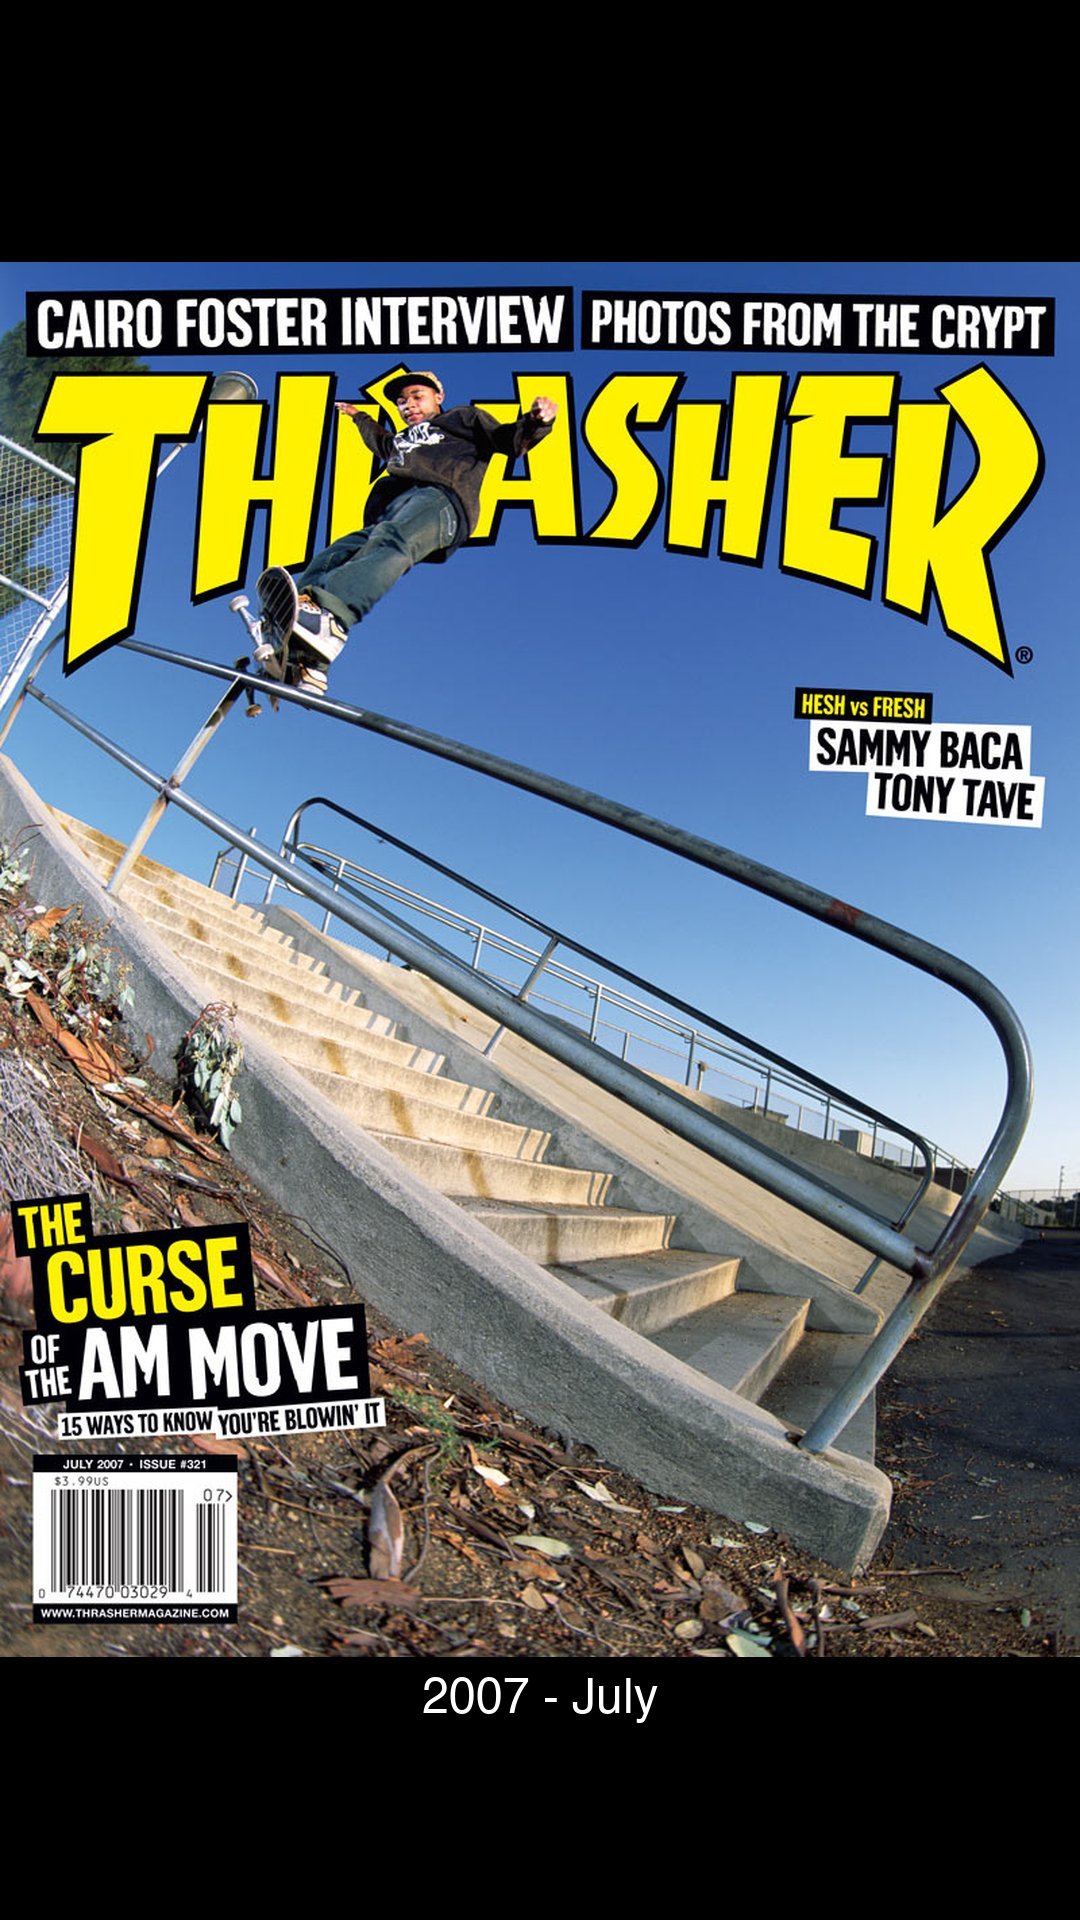 CAIRO FOSTER INTERVIEW PHOTOS FROM THE CRYPT
THRASHER
®
HESH vs FRESH
SAMMY BACA
TONY TAVE
THE
CURSE
OF THE AM MOVE
15 WAYS TO KNOW YOU'RE BLOWIN' IT
JULY 2007 • ISSUE #321
$3.99US
07>
0 74470 03029 4
WWW.THRASHERMAGAZINE.COM
2007 - July